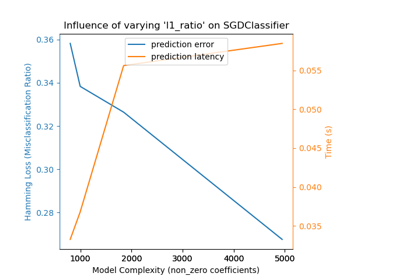 Influence of varying 'l1_ratio' on SGDClassifier
prediction error
prediction latency
Hamming Loss (Misclassification Ratio)
0.36
0.34
0.32
0.30
0.28
0.055
0.050
0.045
0.040
0.035
Time (s)
1000 2000 3000 4000 5000
Model Complexity (non_zero coefficients)